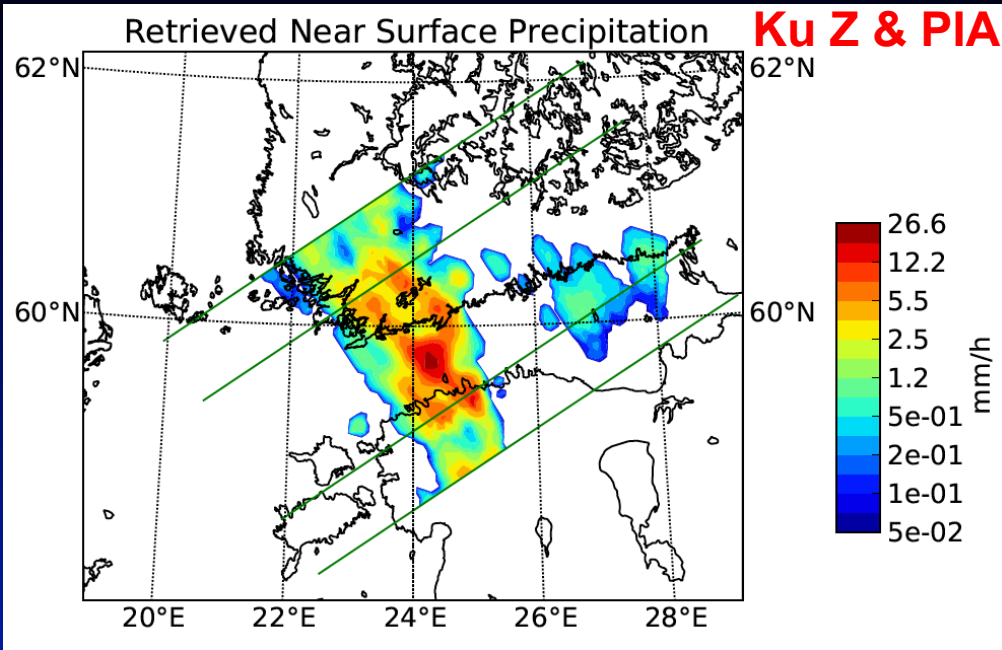 Retrieved Near Surface Precipitation
Ku Z & PIA
62°N
62°N
60°N
60°N
20°E
22°E
24°E
26°E
28°E
26.6
12.2
5.5
2.5
1.2
5e-01
2e-01
1e-01
5e-02
mm/h